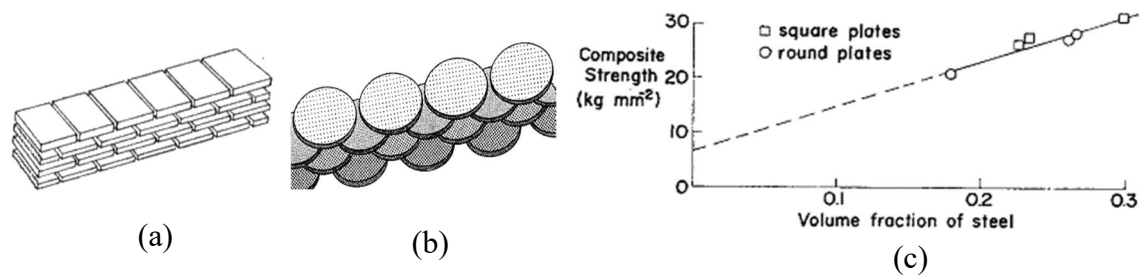 (a)
(b)
Composite
Strength
(kg mm⁻²)
30
20
10
0
□ square plates
○ round plates
0.1
0.2
0.3
Volume fraction of steel
(c)